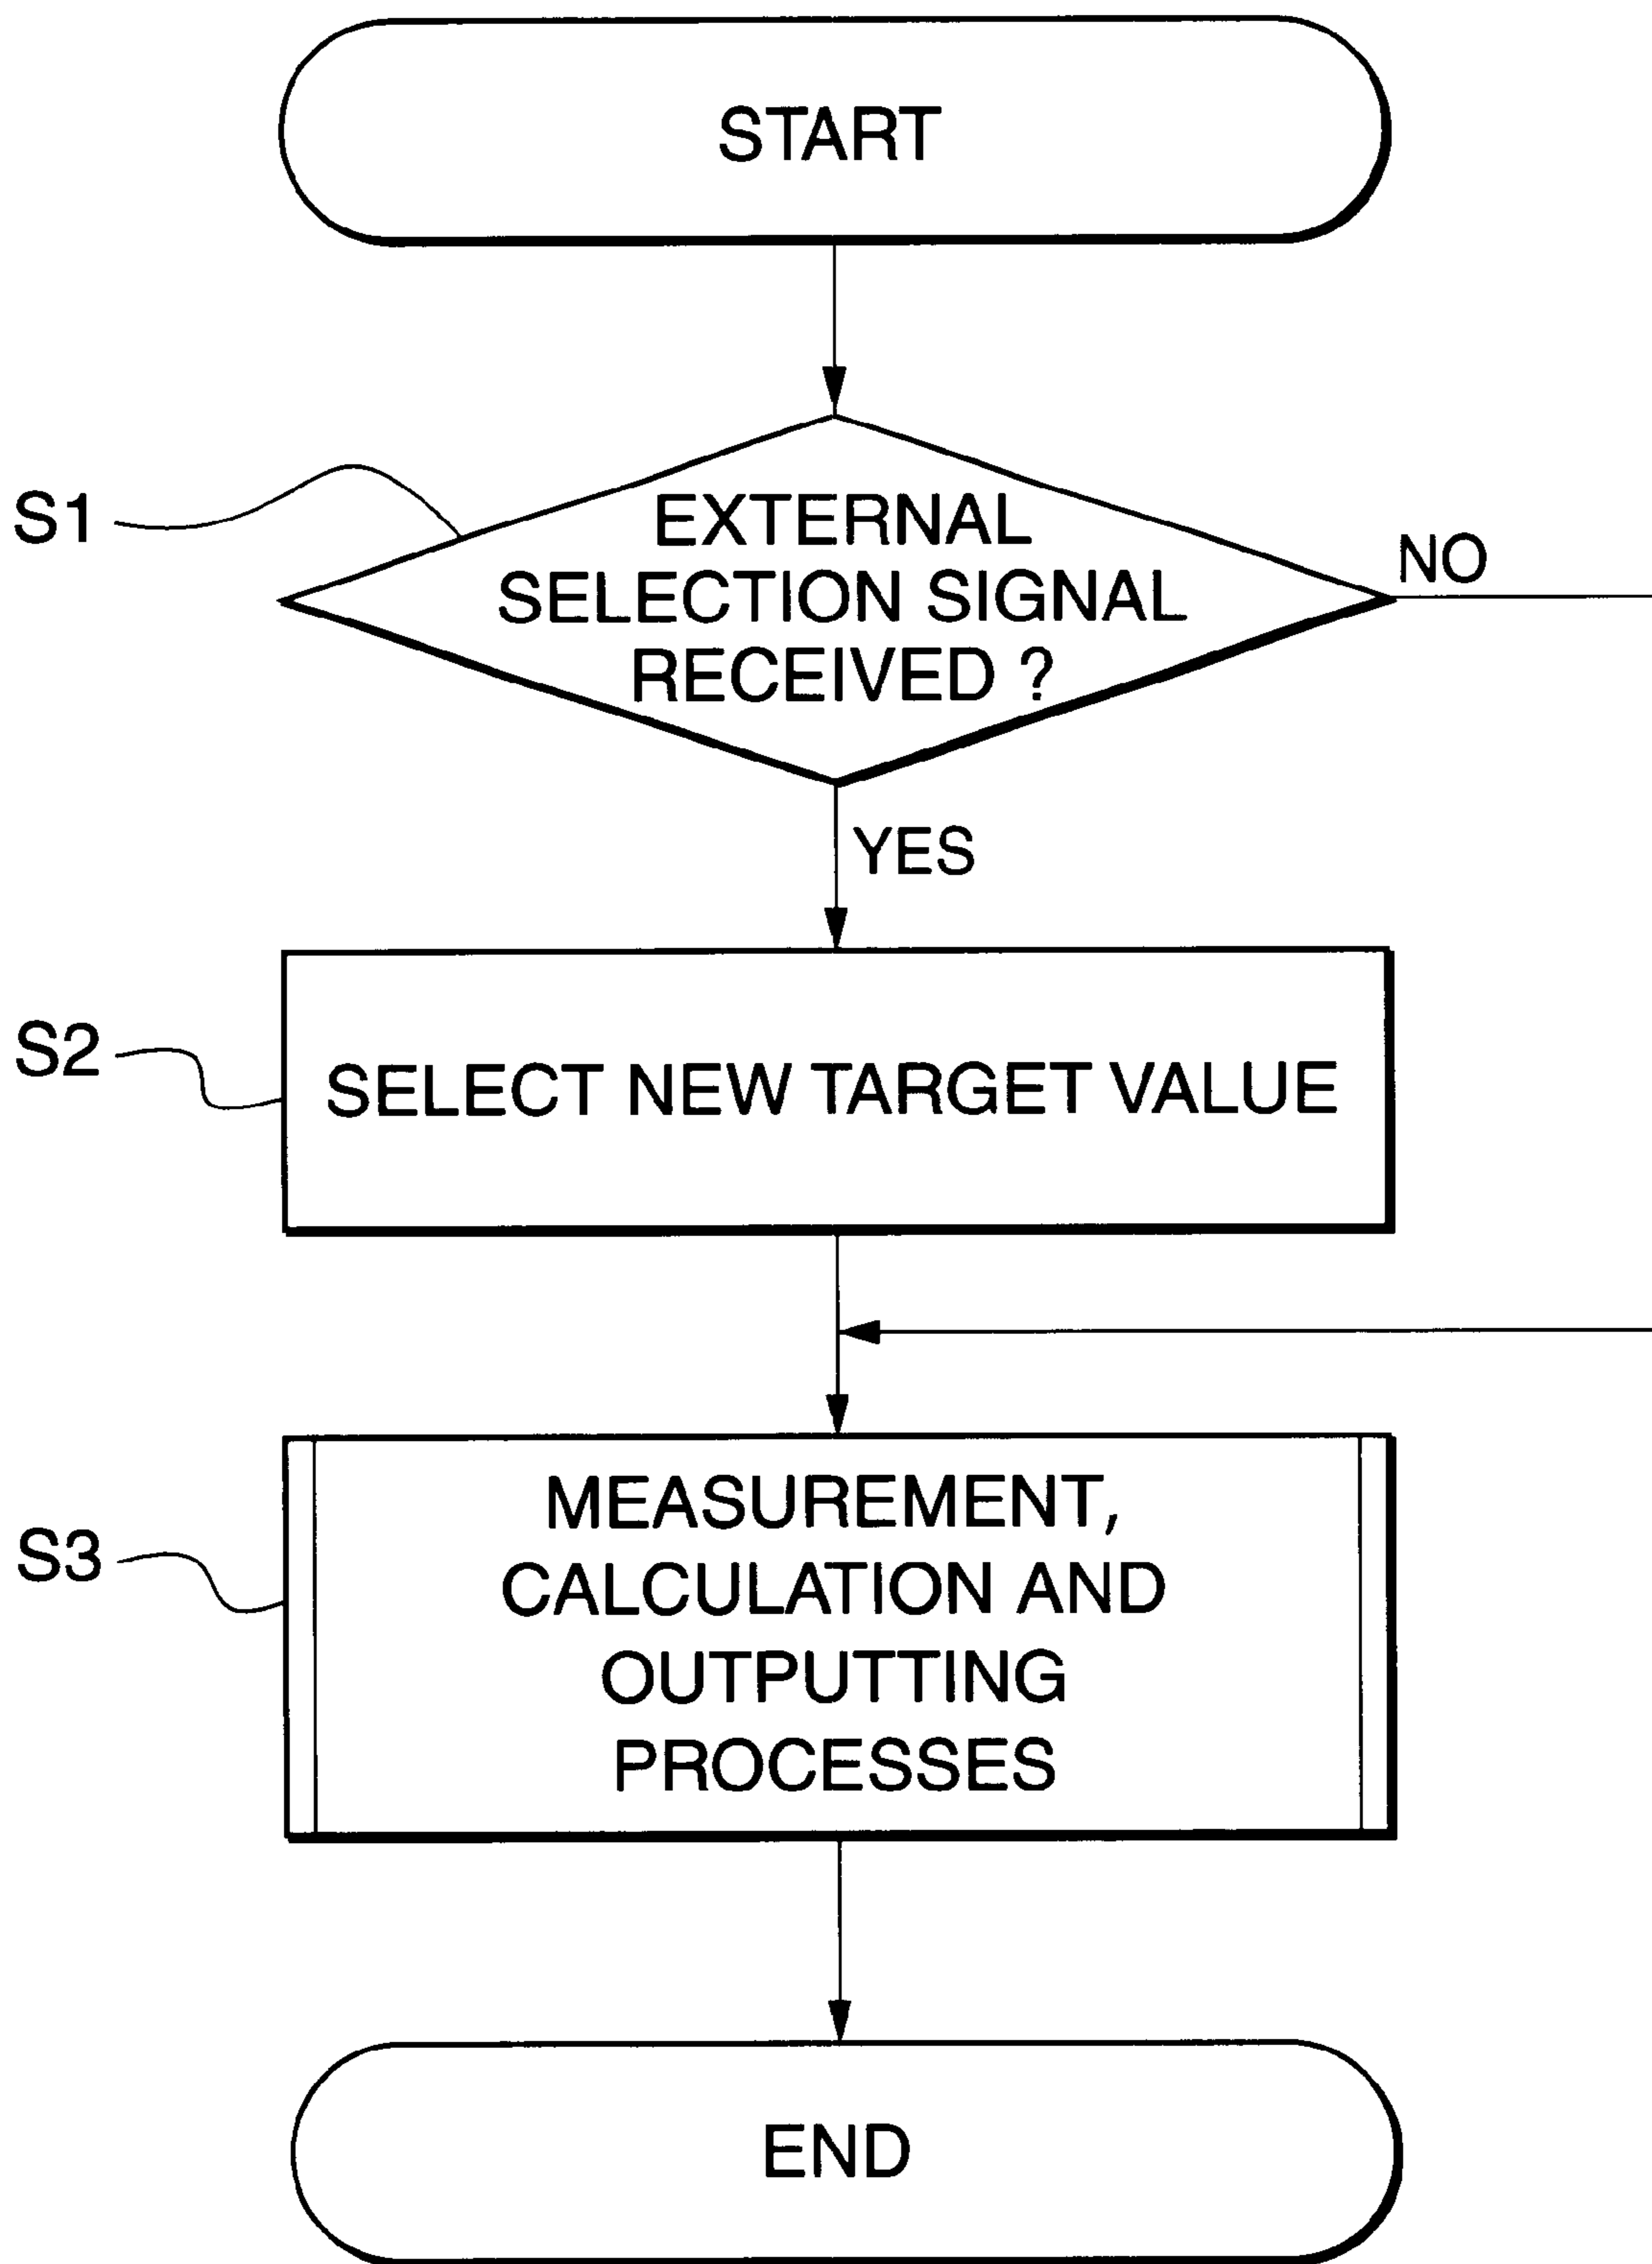 START
S1
EXTERNAL
SELECTION SIGNAL
RECEIVED ?
NO
YES
S2
SELECT NEW TARGET VALUE
S3
MEASUREMENT,
CALCULATION AND
OUTPUTTING
PROCESSES
END